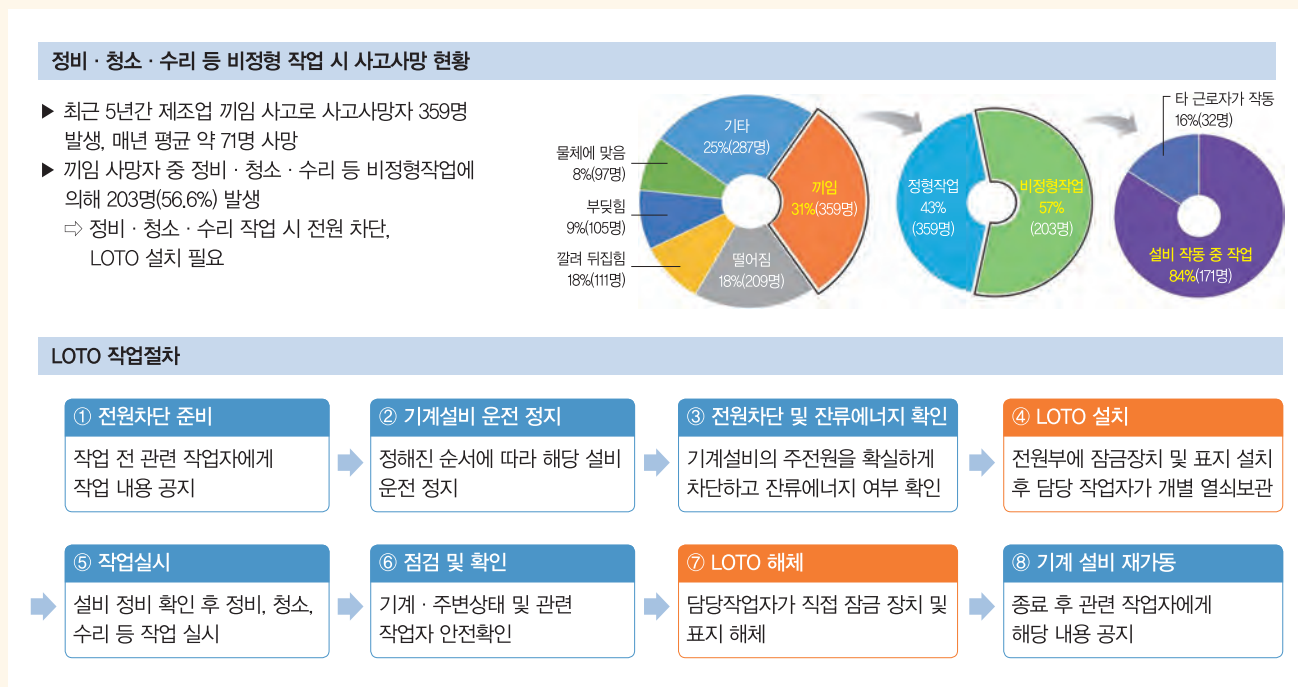 정비 · 청소 · 수리 등 비정형 작업 시 사고사망 현황
▶ 최근 5년간 제조업 끼임 사고로 사고사망자 359명
발생, 매년 평균 약 71명 사망
▶ 끼임 사망자 중 정비 · 청소 · 수리 등 비정형작업에
의해 203명(56.6%) 발생
⇨ 정비 · 청소 · 수리 작업 시 전원 차단,
LOTO 설치 필요
기타
25%(287명)
물체에 맞음
8%(97명)
부딪힘
9%(105명)
깔려 뒤집힘
18%(111명)
떨어짐
18%(209명)
끼임
31%(359명)
정형작업
43%
(359명)
비정형작업
57%
(203명)
타 근로자가 작동
16%(32명)
설비 작동 중 작업
84%(171명)
LOTO 작업절차
① 전원차단 준비
작업 전 관련 작업자에게
작업 내용 공지
② 기계설비 운전 정지
정해진 순서에 따라 해당 설비
운전 정지
③ 전원차단 및 잔류에너지 확인
기계설비의 주전원을 확실하게
차단하고 잔류에너지 여부 확인
④ LOTO 설치
전원부에 잠금장치 및 표지 설치
후 담당 작업자가 개별 열쇠보관
⑤ 작업실시
설비 정비 확인 후 정비, 청소,
수리 등 작업 실시
⑥ 점검 및 확인
기계 · 주변상태 및 관련
작업자 안전확인
⑦ LOTO 해체
담당작업자가 직접 잠금 장치 및
표지 해체
⑧ 기계 설비 재가동
종료 후 관련 작업자에게
해당 내용 공지